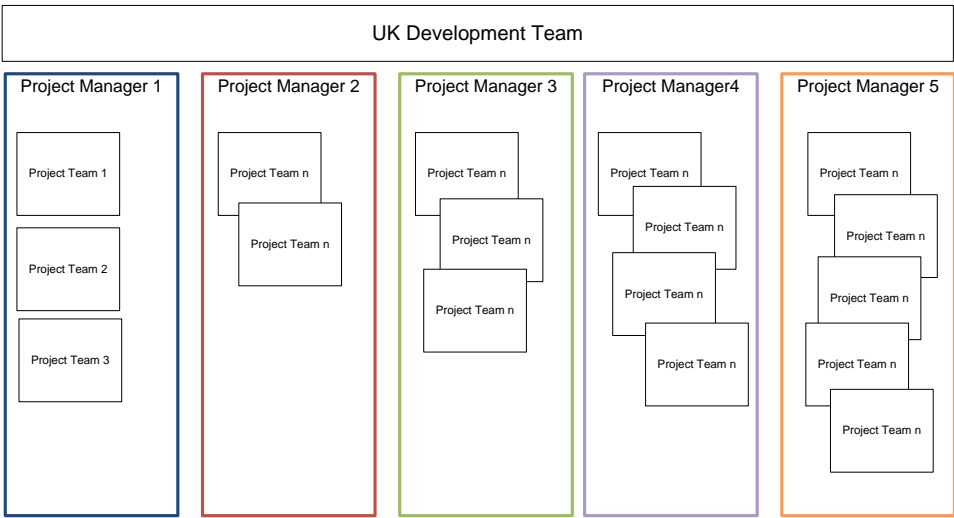 UK Development Team
Project Manager 1
Project Team 1
Project Team 2
Project Team 3
Project Manager 2
Project Team n
Project Team n
Project Manager 3
Project Team n
Project Team n
Project Team n
Project Manager4
Project Team n
Project Team n
Project Team n
Project Team n
Project Manager 5
Project Team n
Project Team n
Project Team n
Project Team n
Project Team n